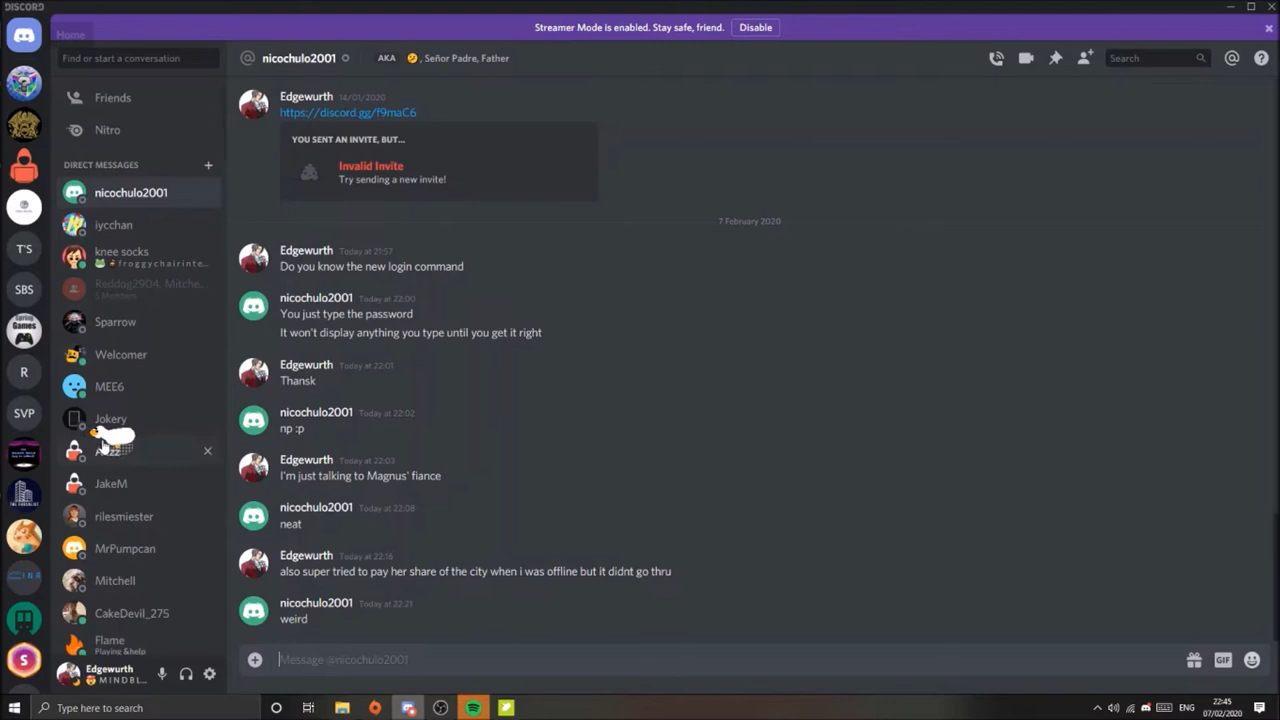 DISCORD
Streamer Mode is enabled. Stay safe, friend.
Disable
Home
Find or start a conversation
Friends
Nitro
DIRECT MESSAGES
nicochulo2001
iycchan
knee socks
froggychairinte...
Reddog2904, Mitche...
5 Members
Sparrow
Welcomer
MEE6
Jokery
JakeM
rilesmiester
MrPumpcan
Mitchell
CakeDevil_275
Flame
Playing &help
Edgewurth
MINDBL...
T'S
SBS
Spring Games
R
SVP
S
nicochulo2001
AKA
, Señor Padre, Father
Search
Edgewurth 14/01/2020
https://discord.gg/f9maC6
YOU SENT AN INVITE, BUT...
Invalid Invite
Try sending a new invite!
7 February 2020
Edgewurth Today at 21:57
Do you know the new login command
nicochulo2001 Today at 22:00
You just type the password
It won't display anything you type until you get it right
Edgewurth Today at 22:01
Thansk
nicochulo2001 Today at 22:02
np :p
Edgewurth Today at 22:03
I'm just talking to Magnus' fiance
nicochulo2001 Today at 22:08
neat
Edgewurth Today at 22:16
also super tried to pay her share of the city when i was offline but it didnt go thru
nicochulo2001 Today at 22:21
weird
Message @nicochulo2001
GIF
Type here to search
ENG
22:45
07/02/2020